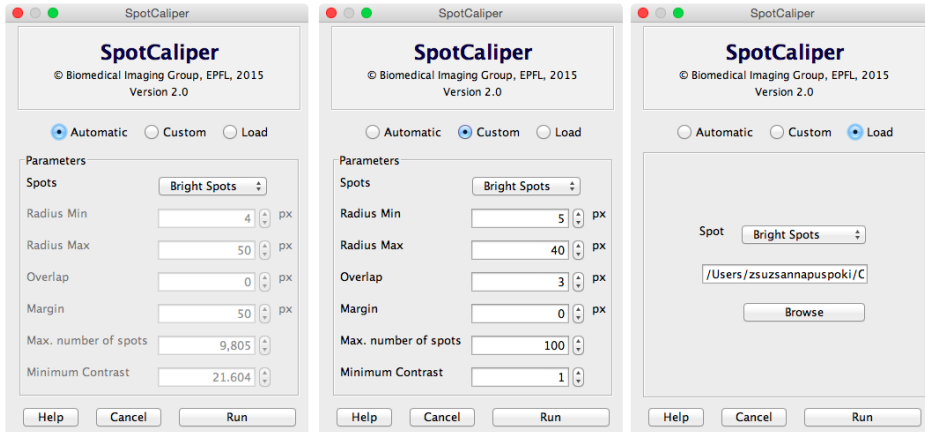 SpotCaliper
SpotCaliper
© Biomedical Imaging Group, EPFL, 2015
Version 2.0
Automatic Custom Load
Parameters
Spots Bright Spots
Radius Min 4 px
Radius Max 50 px
Overlap 0 px
Margin 50 px
Max. number of spots 9,805
Minimum Contrast 21.604
Help Cancel Run
SpotCaliper
SpotCaliper
© Biomedical Imaging Group, EPFL, 2015
Version 2.0
Automatic Custom Load
Parameters
Spots Bright Spots
Radius Min 5 px
Radius Max 40 px
Overlap 3 px
Margin 0 px
Max. number of spots 100
Minimum Contrast 1
Help Cancel Run
SpotCaliper
SpotCaliper
© Biomedical Imaging Group, EPFL, 2015
Version 2.0
Automatic Custom Load
Spot Bright Spots
/Users/zsuzsannapuspoki/C
Browse
Help Cancel Run